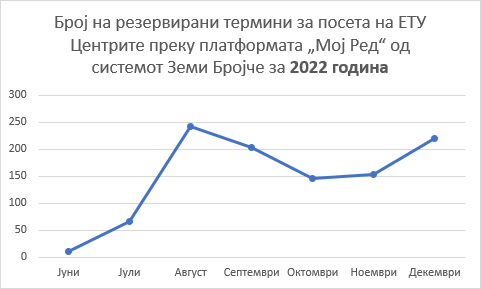 Број на резервирани термини за посета на ЕТУ
Центрите преку платформата „Мој Ред“ од
системот Земи Бројче за 2022 година
300
250
200
150
100
50
0
Јуни Јули Август Септември Октомври Ноември Декември